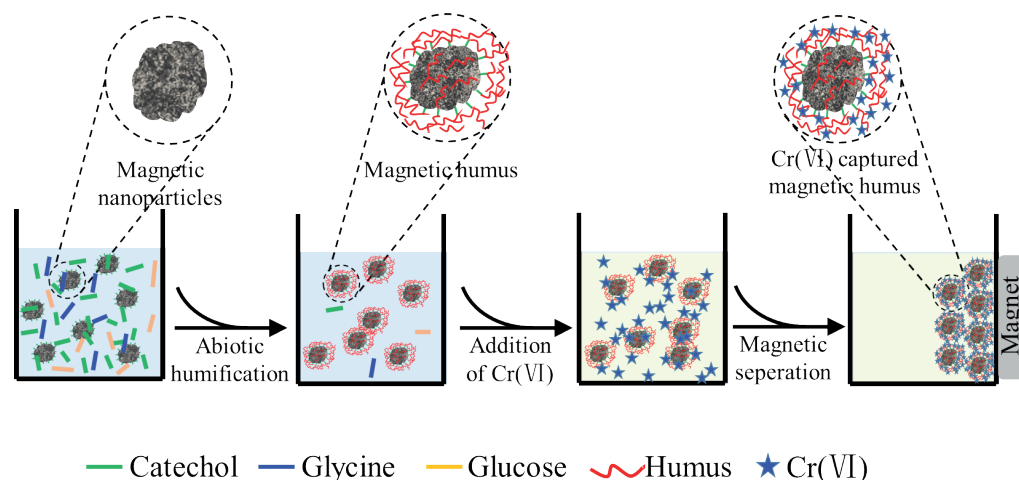 Magnetic
nanoparticles
Magnetic humus
Cr(Ⅵ) captured
magnetic humus
Abiotic
humification
Addition
of Cr(Ⅵ)
Magnetic
seperation
Magnet
Catechol
Glycine
Glucose
Humus
Cr(Ⅵ)